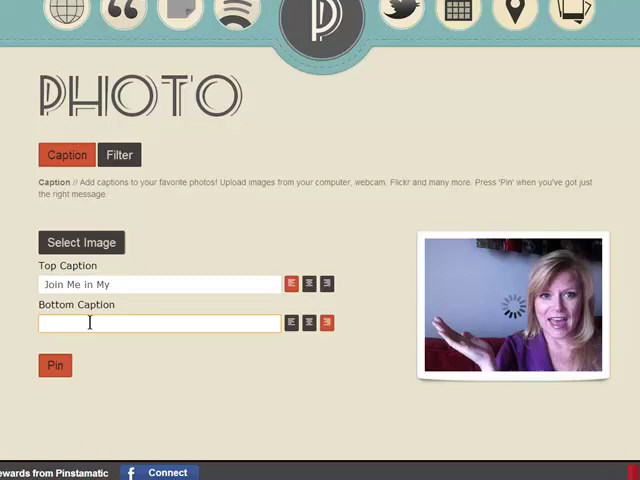 P
PHOTO
Caption Filter
Caption // Add captions to your favorite photos! Upload images from your computer, webcam, Flickr and many more. Press 'Pin' when you've got just
the right message.
Select Image
Top Caption
Join Me in My
Bottom Caption
Pin
ewards from Pinstamatic f Connect